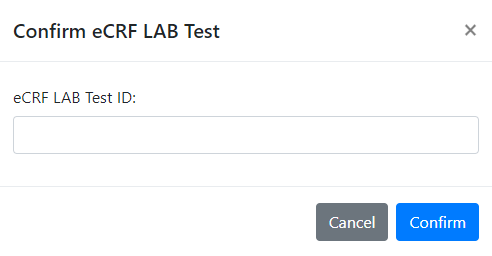 Confirm eCRF LAB Test ×
eCRF LAB Test ID:
Cancel Confirm